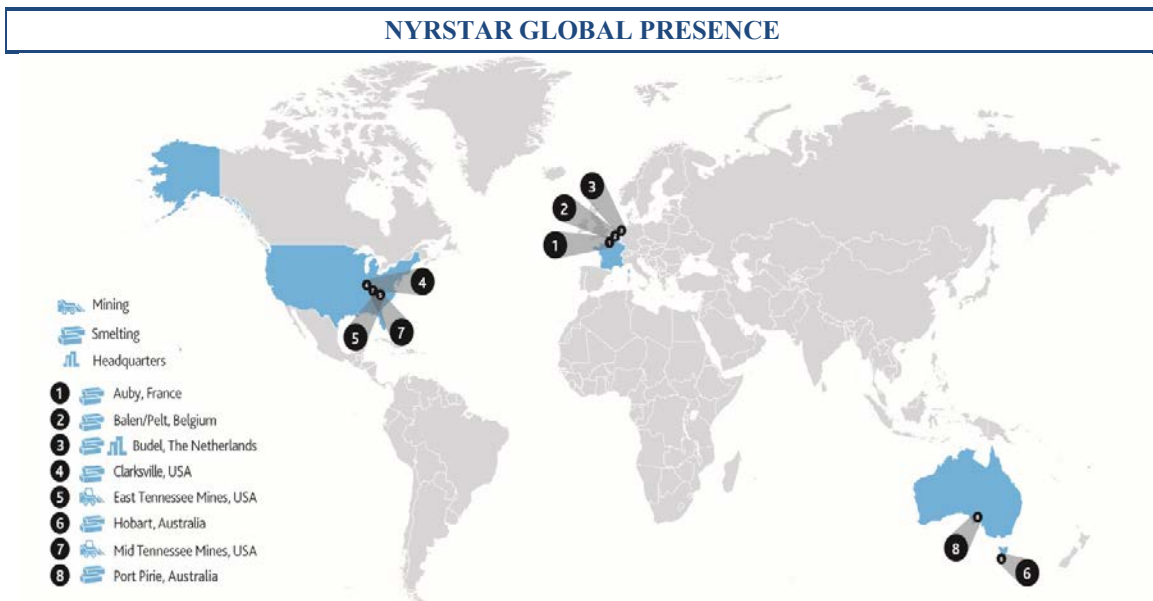 NYRSTAR GLOBAL PRESENCE
3
2
1
4
5
7
Mining
Smelting
Headquarters
1 Auby, France
2 Balen/Pelt, Belgium
3 Budel, The Netherlands
4 Clarksville, USA
5 East Tennessee Mines, USA
6 Hobart, Australia
7 Mid Tennessee Mines, USA
8 Port Pirie, Australia
8
6